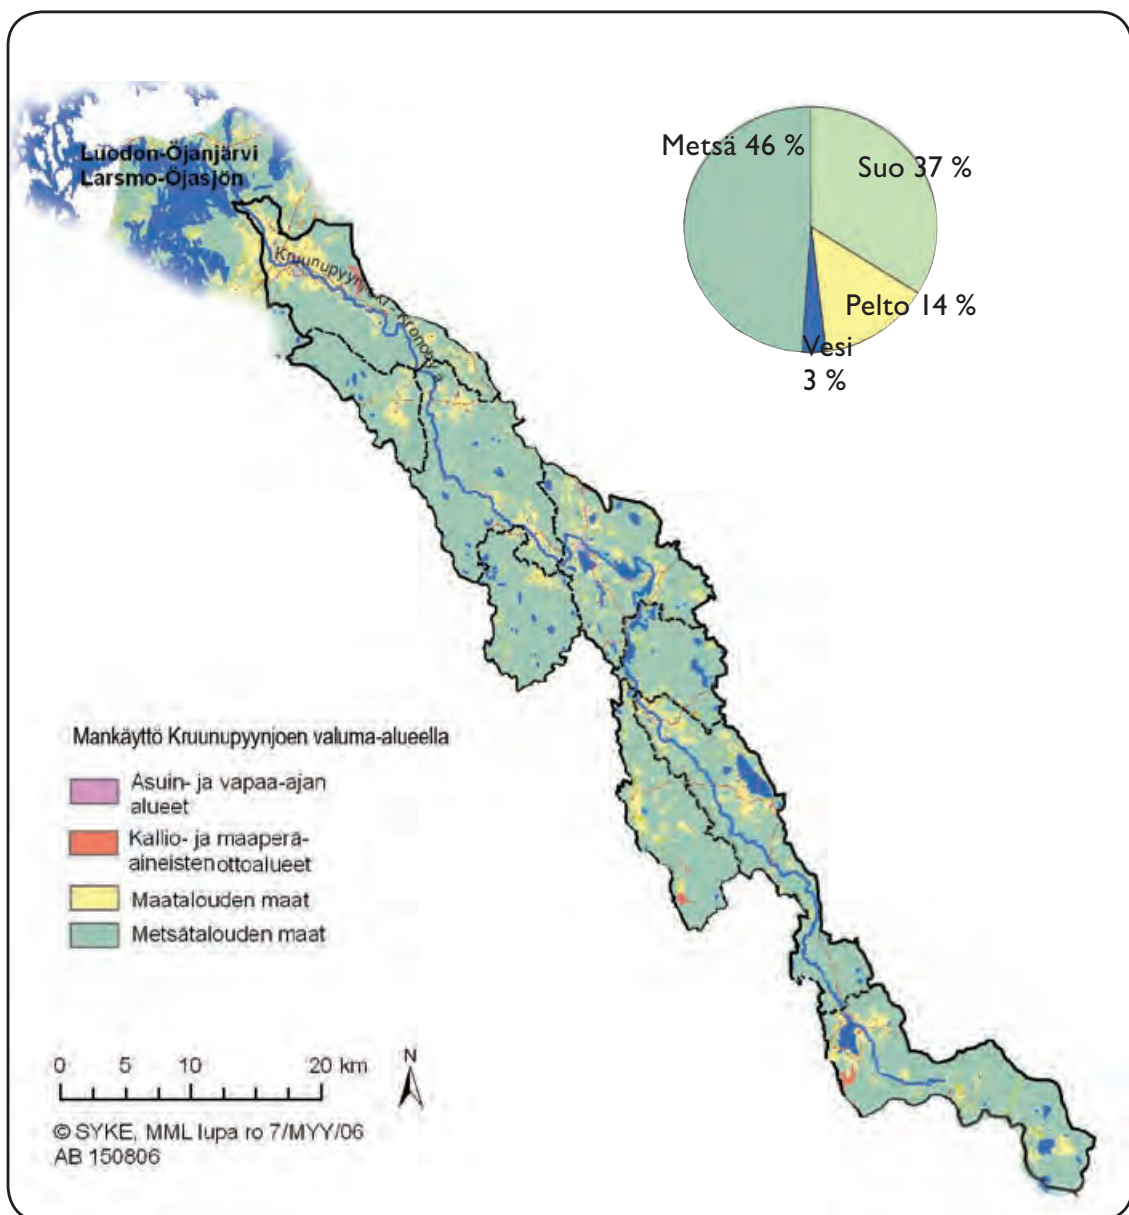 Luodon-Öjanjärvi
Larsmo-Öjasjön
Metsä 46 %
Suo 37 %
Pelto 14 %
Vesi
3 %
Mankäyttö Kruunupyynjoen valuma-alueella
Asuin- ja vapaa-ajan
alueet
Kallio- ja maaperä-
aineisten ottoalueet
Maatalouden maat
Metsätalouden maat
0 5 10 20 km
N
© SYKE, MML lupa ro 7/MYY/06
AB 150806